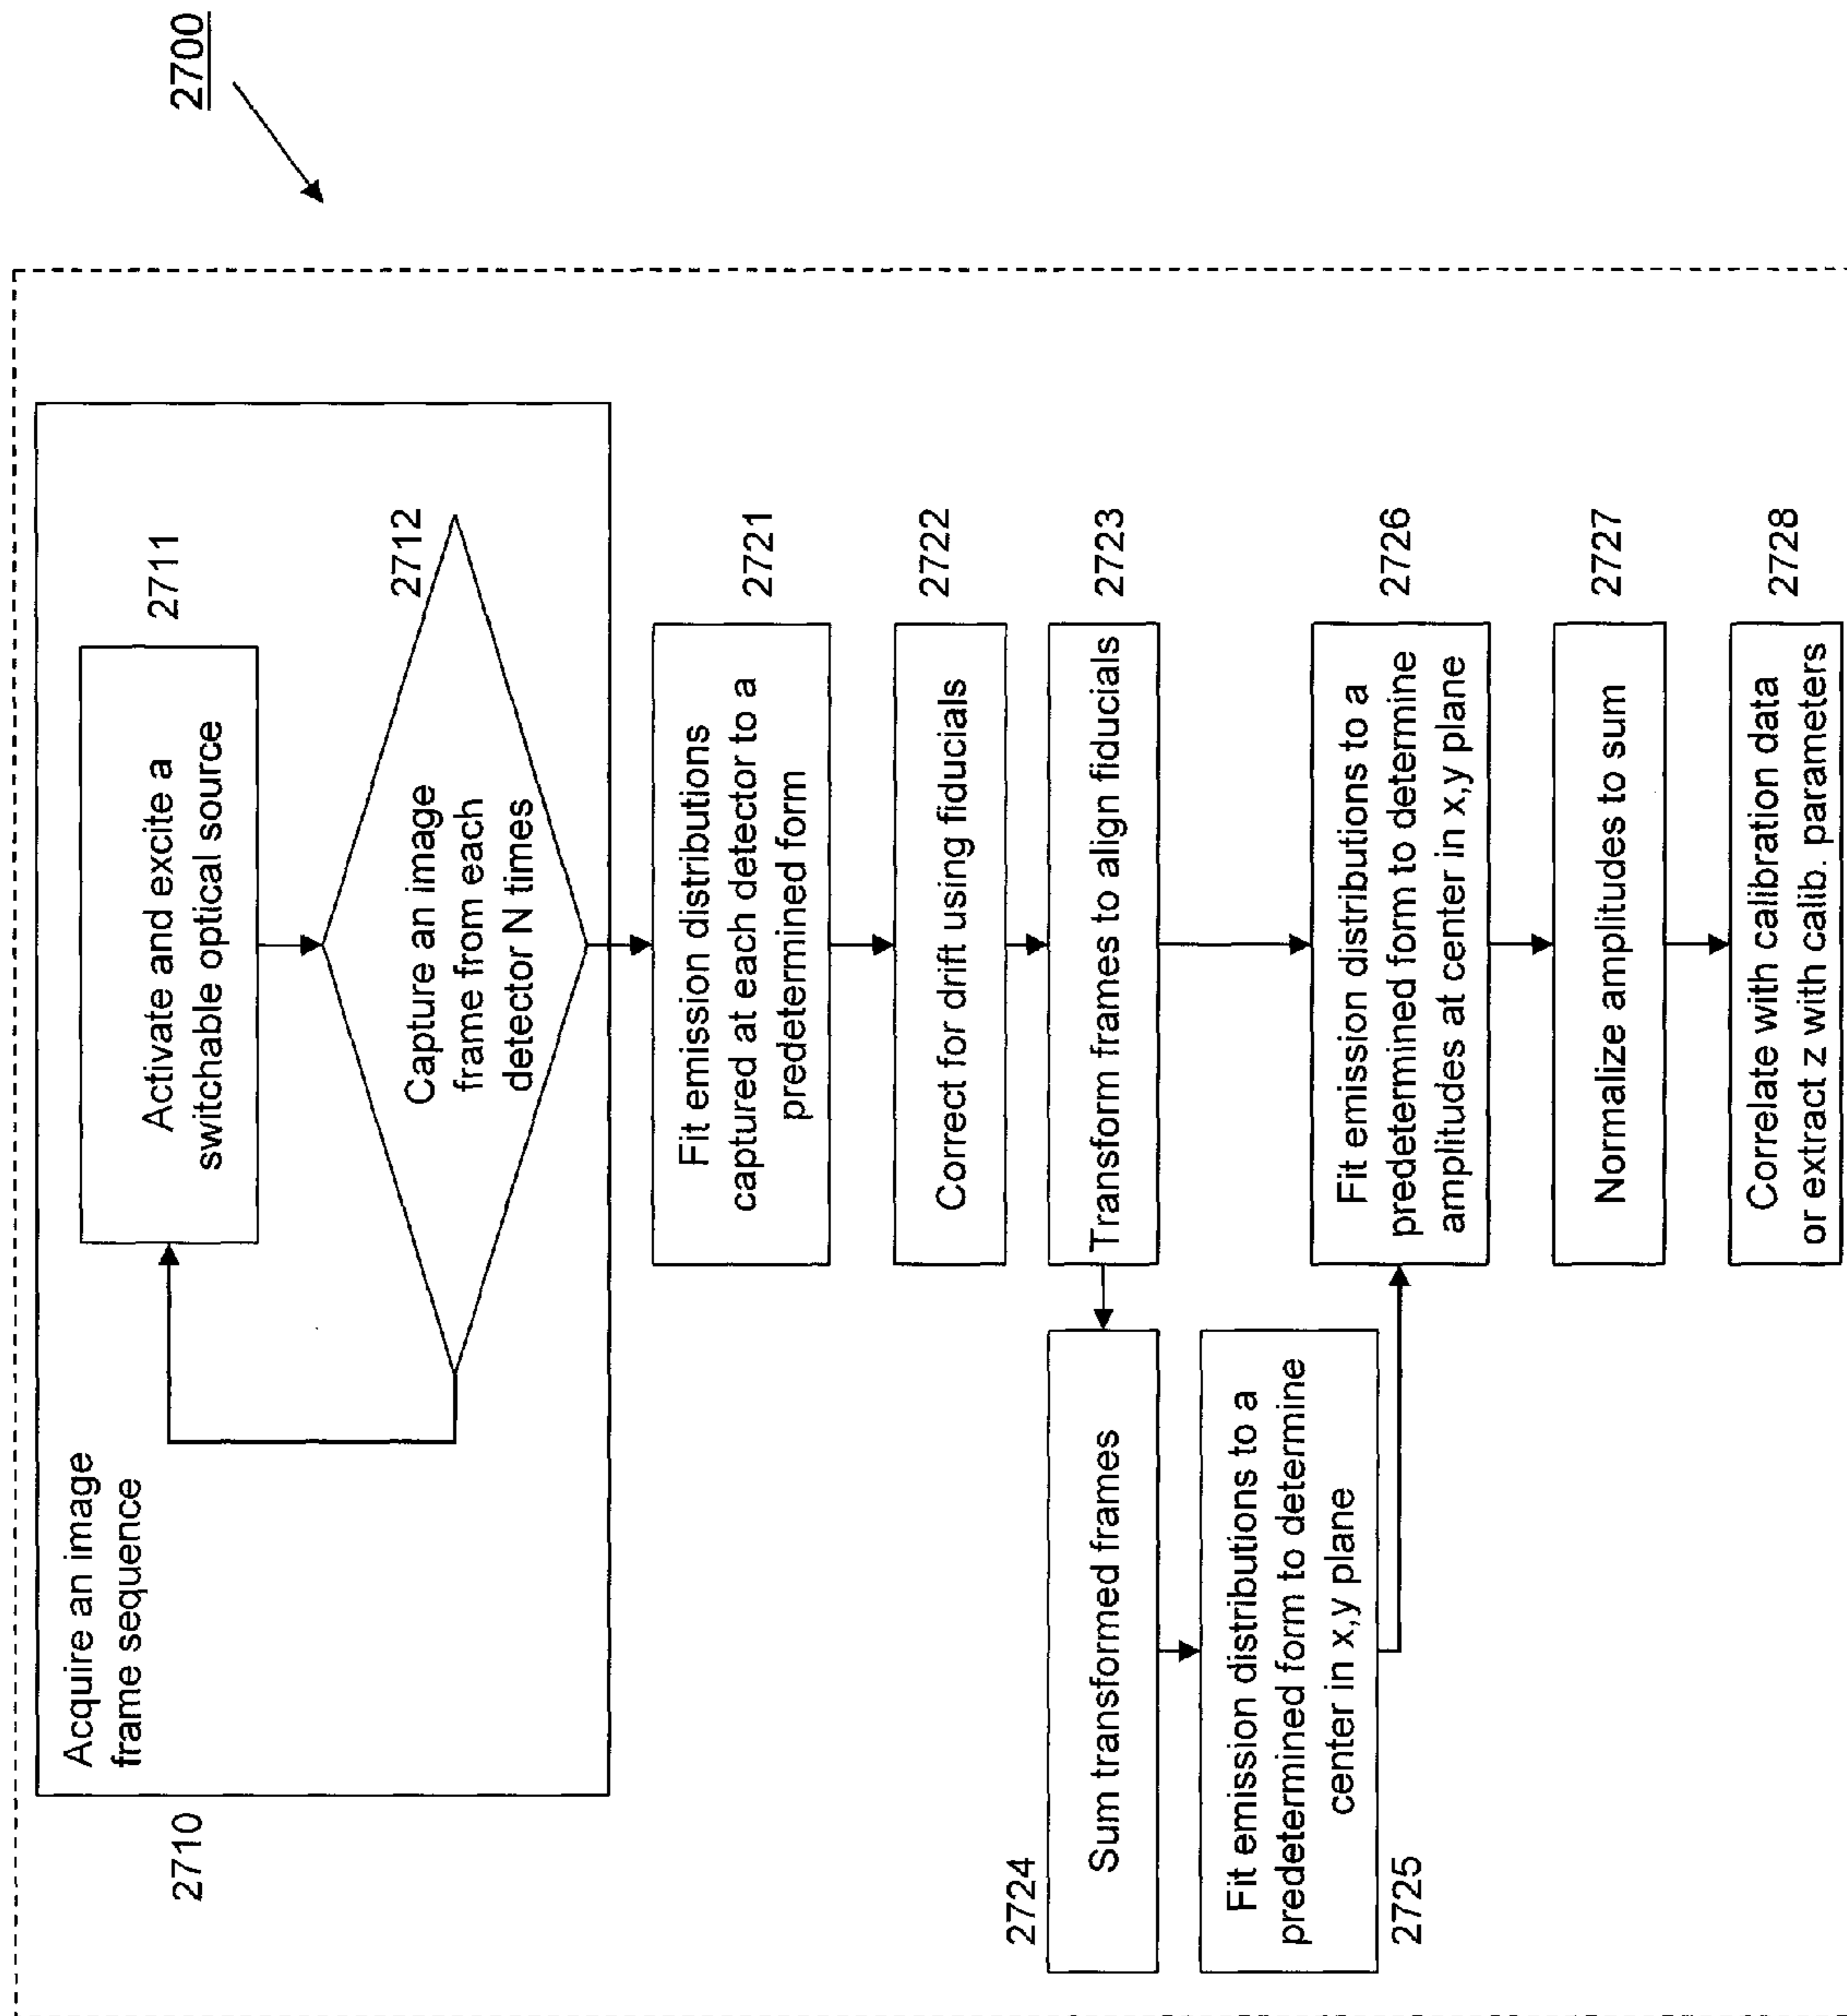 2700
Acquire an image
frame sequence
2710
Activate and excite a
switchable optical source
2711
Capture an image
frame from each
detector N times
2712
Fit emission distributions
captured at each detector to a
predetermined form
2721
Correct for drift using fiducials
2722
Transform frames to align fiducials
2723
2724
Sum transformed frames
Fit emission distributions to a
predetermined form to determine
center in x,y plane
2725
Fit emission distributions to a
predetermined form to determine
amplitudes at center in x,y plane
2726
Normalize amplitudes to sum
2727
Correlate with calibration data
or extract z with calib. parameters
2728